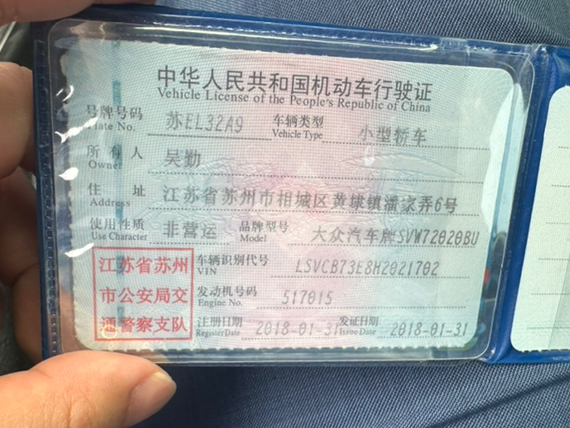 中华人民共和国机动车行驶证
Vehicle License of the People's Republic of China
号牌号码 苏EL32A9 车辆类型 小型轿车
Plate No. Vehicle Type
所有人 吴勤
Owner
住址 江苏省苏州市相城区黄埭镇潘家弄6号
Address
使用性质 非营运 品牌型号 大众汽车牌SVW72020BU
Use Character Model
江苏省苏州 车辆识别代号 LSVCB73E8H2021702
VIN
市公安局交 发动机号码 517015
Engine No.
通警察支队 注册日期 2018-01-31 发证日期 2018-01-31
Register Date Issue Date